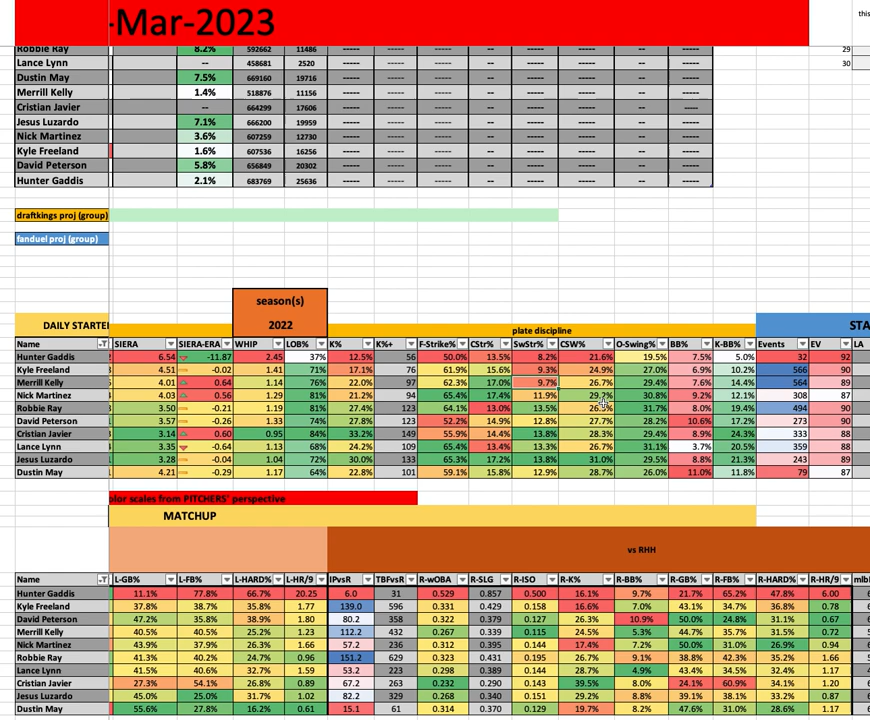 -Mar-2023
this
Robbie Ray 8.2% 592662 11486 ----- ----- ----- -- ----- ----- -- -----
29
Lance Lynn -- 458681 2520 ----- ----- ----- -- ----- ----- -- -----
30
Dustin May 7.5% 669160 19716 ----- ----- ----- -- ----- ----- -- -----
Merrill Kelly 1.4% 518876 11156 ----- ----- ----- -- ----- ----- -- -----
Cristian Javier -- 664299 17606 ----- ----- ----- -- ----- ----- -- -----
Jesus Luzardo 7.1% 666200 19959 ----- ----- ----- -- ----- ----- -- -----
Nick Martinez 3.6% 607259 12730 ----- ----- ----- -- ----- ----- -- -----
Kyle Freeland 1.6% 607536 16256 ----- ----- ----- -- ----- ----- -- -----
David Peterson 5.8% 656849 20302 ----- ----- ----- -- ----- ----- -- -----
Hunter Gaddis 2.1% 683769 25636 ----- ----- ----- -- ----- ----- -- -----
draftkings proj (group)
fanduel proj (group)
season(s)
DAILY STARTE 2022 plate discipline STA
Name SIERA SIERA-ERA WHIP LOB% K% K%+ F-Strike% CStr% SwStr% CSW% O-Swing% BB% K-BB% Events EV LA
Hunter Gaddis 6.54 -11.87 2.45 37% 12.5% 56 50.0% 13.5% 8.2% 21.6% 19.5% 7.5% 5.0% 32 92
Kyle Freeland 4.51 -0.02 1.41 71% 17.1% 76 61.9% 15.6% 9.3% 24.9% 27.0% 6.9% 10.2% 566 90
Merrill Kelly 4.01 0.64 1.14 76% 22.0% 97 62.3% 17.0% 9.7% 26.7% 29.4% 7.6% 14.4% 564 89
Nick Martinez 4.03 0.56 1.29 81% 21.2% 94 65.4% 17.4% 11.9% 29.2% 30.8% 9.2% 12.1% 308 87
Robbie Ray 3.50 -0.21 1.19 81% 27.4% 123 64.1% 13.0% 13.5% 31.7% 8.0% 19.4% 494 90
David Peterson 3.57 -0.26 1.33 74% 27.8% 123 52.2% 14.9% 12.8% 27.7% 28.2% 10.6% 17.2% 273 90
Cristian Javier 3.14 0.60 0.95 84% 33.2% 149 55.9% 14.4% 13.8% 28.3% 29.4% 8.9% 24.3% 333 88
Lance Lynn 3.35 -0.64 1.13 68% 24.2% 109 65.4% 13.4% 13.3% 26.7% 31.1% 3.7% 20.5% 359 88
Jesus Luzardo 3.28 -0.04 1.04 72% 30.0% 133 65.3% 17.2% 13.8% 31.0% 29.5% 8.8% 21.3% 243 89
Dustin May 4.21 -0.29 1.17 64% 22.8% 101 59.1% 15.8% 12.9% 28.7% 26.0% 11.0% 11.8% 79 87
olor scales from PITCHERS' perspective
MATCHUP
vs RHH
Name L-GB% L-FB% L-HARD% L-HR/9 IPvsR TBFvsR R-wOBA R-SLG R-ISO R-K% R-BB% R-GB% R-FB% R-HARD% R-HR/9 mlb
Hunter Gaddis 11.1% 77.8% 66.7% 20.25 6.0 31 0.529 0.857 0.500 16.1% 9.7% 21.7% 65.2% 47.8% 6.00
Kyle Freeland 37.8% 38.7% 35.8% 1.77 139.0 596 0.331 0.429 0.158 16.6% 7.0% 43.1% 34.7% 36.8% 0.78
David Peterson 47.2% 35.8% 38.9% 1.80 80.2 358 0.322 0.379 0.127 26.3% 10.9% 50.0% 24.8% 31.1% 0.67
Merrill Kelly 40.5% 40.5% 25.2% 1.23 112.2 432 0.267 0.339 0.115 24.5% 5.3% 44.7% 35.7% 31.5% 0.72
Nick Martinez 43.9% 37.9% 26.3% 1.66 57.2 236 0.312 0.395 0.144 17.4% 7.2% 50.0% 31.1% 26.9% 0.94
Robbie Ray 41.3% 40.2% 24.7% 0.96 151.2 629 0.323 0.431 0.195 26.7% 9.1% 38.8% 42.3% 35.2% 1.66
Lance Lynn 41.5% 40.6% 32.7% 1.59 53.2 223 0.298 0.389 0.144 28.7% 4.9% 43.4% 34.5% 32.4% 1.17
Cristian Javier 27.3% 54.1% 26.8% 0.89 67.2 263 0.232 0.290 0.143 39.5% 6.8% 24.1% 60.9% 34.1% 1.20
Jesus Luzardo 45.0% 25.0% 31.7% 1.02 82.2 329 0.268 0.340 0.151 29.2% 8.8% 39.1% 38.1% 33.2% 0.87
Dustin May 55.6% 27.8% 16.2% 0.61 15.1 61 0.314 0.370 0.129 19.7% 8.2% 47.6% 31.0% 28.6% 1.17